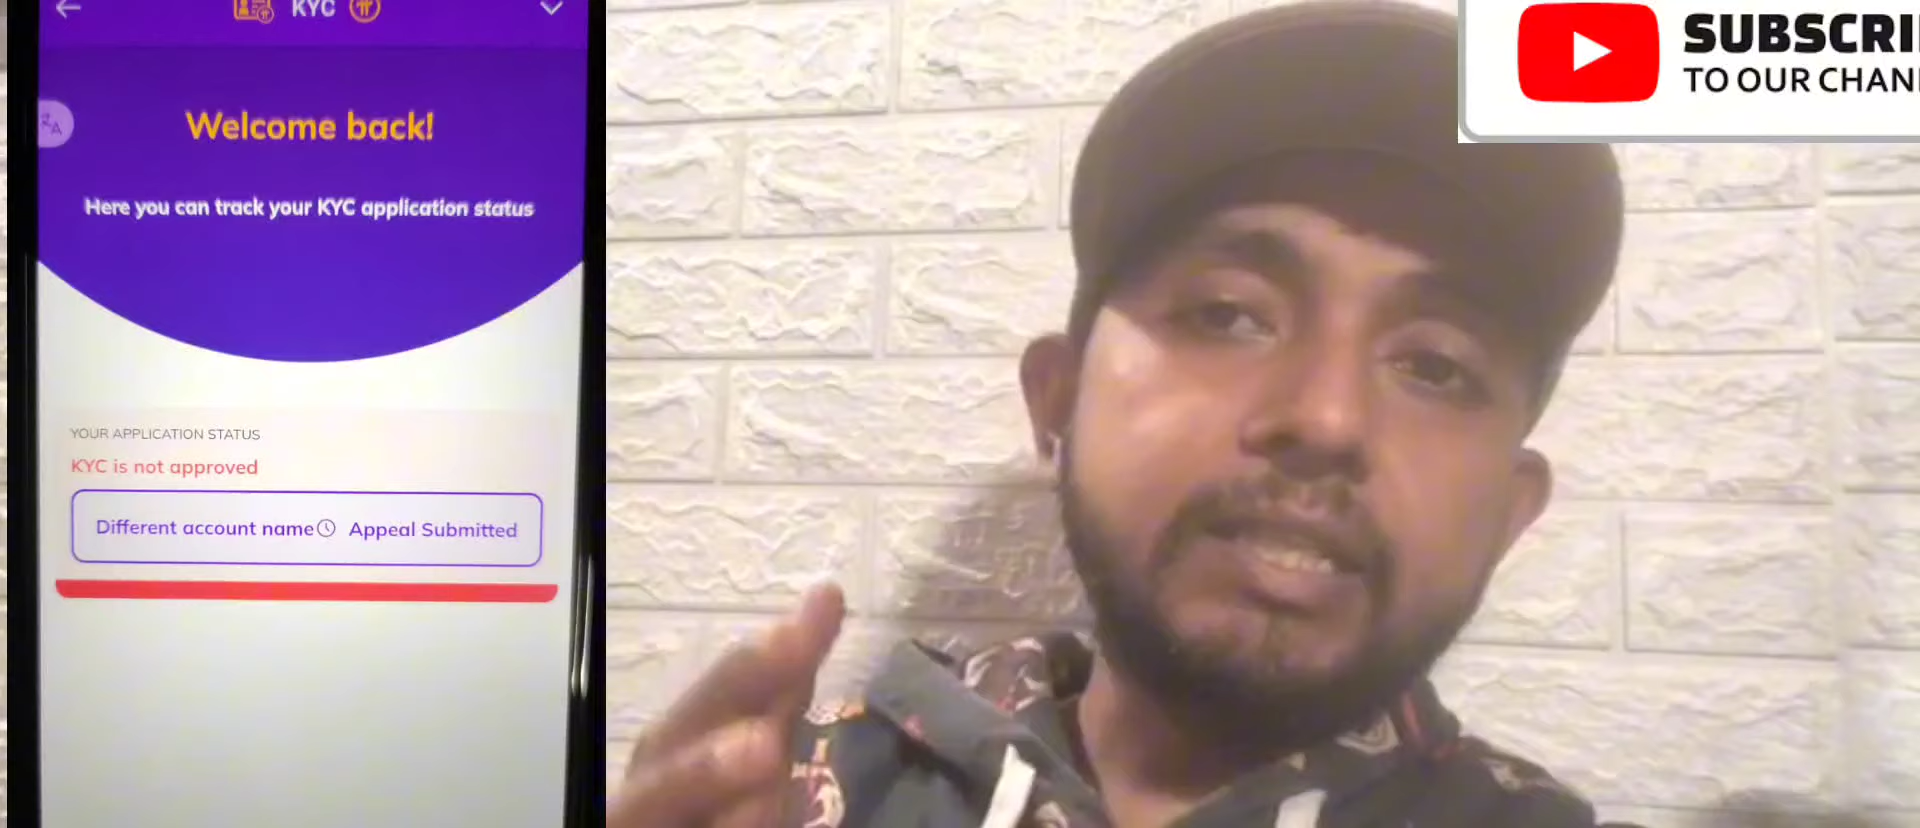 KYC
Welcome back!
Here you can track your KYC application status
YOUR APPLICATION STATUS
KYC is not approved
Different account name Appeal Submitted
SUBSCRI
TO OUR CHAN